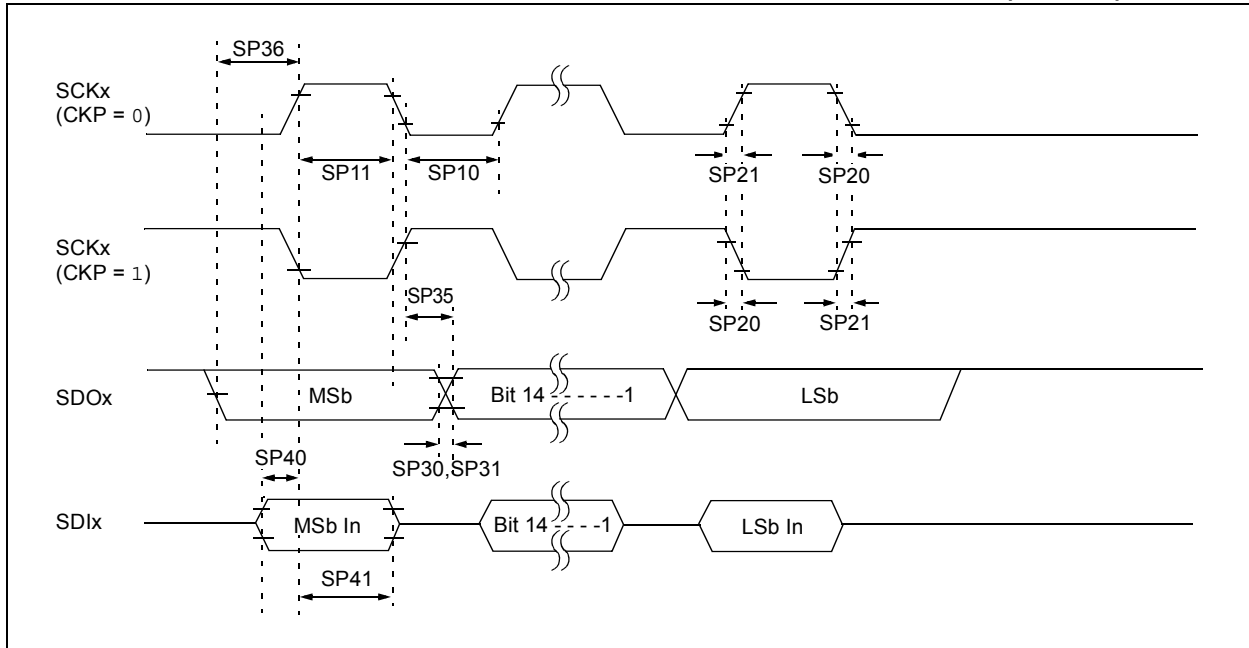 SP36
SCKx
(CKP = 0)
SP11
SP10
SP21
SP20
SCKx
(CKP = 1)
SP35
SP20
SP21
SDOx
MSb
Bit 14 - - - - - -1
LSb
SP40
SP30,SP31
SDIx
MSb In
Bit 14 - - - -1
LSb In
SP41